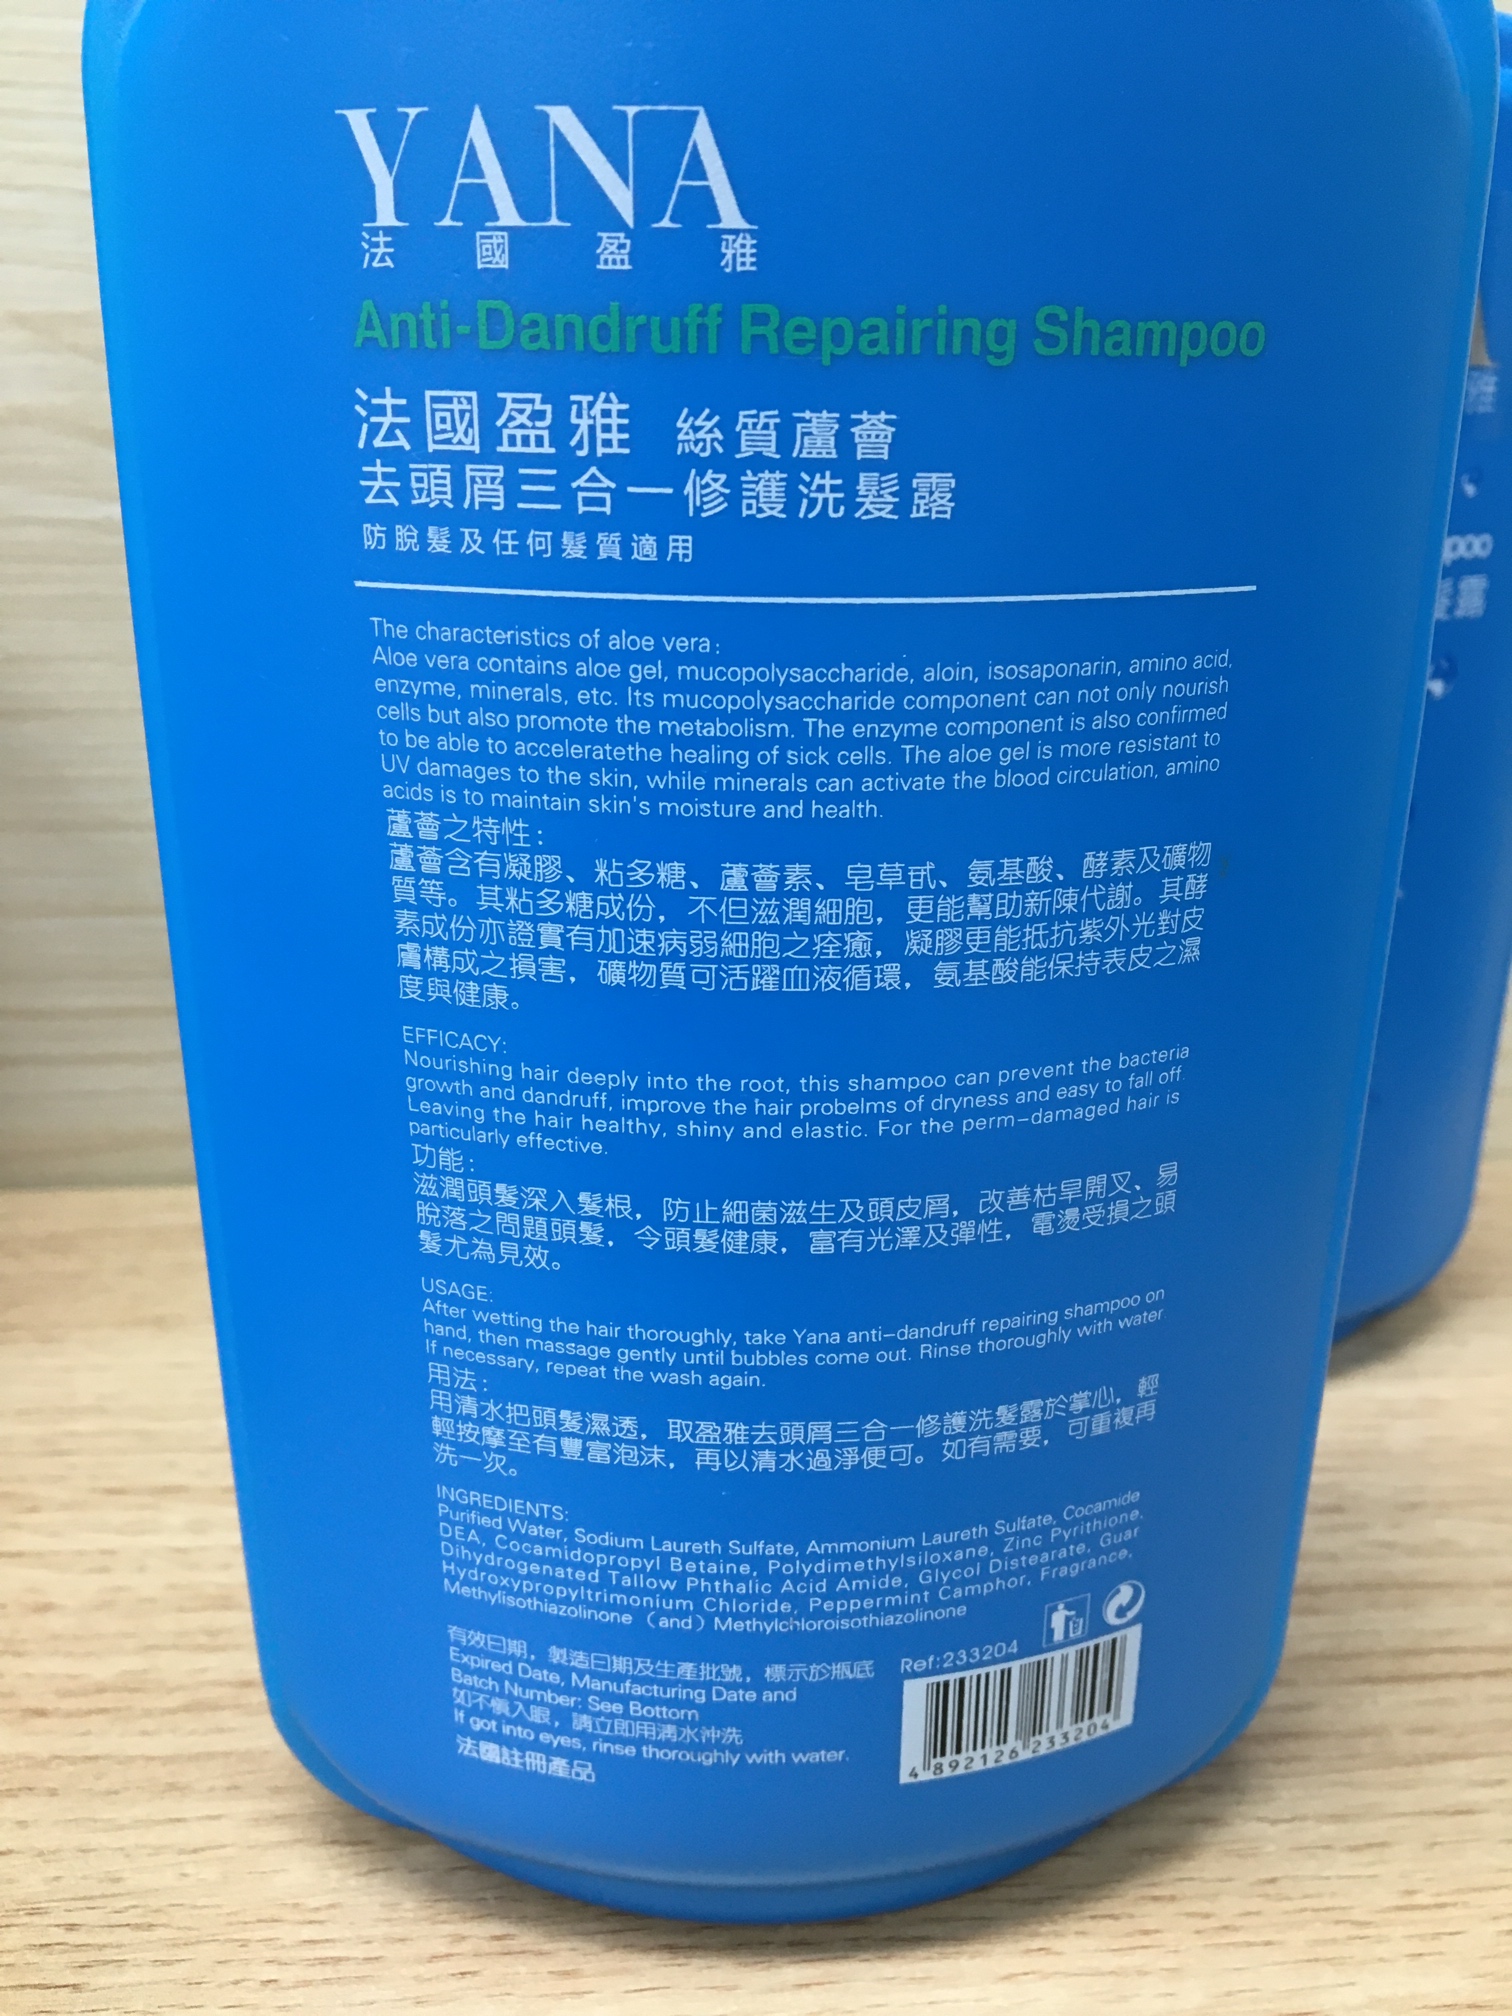 YANA
法國盈雅
Anti-Dandruff Repairing Shampoo
法國盈雅 絲質蘆薈
去頭屑三合一修護洗髮露
防脫髮及任何髮質適用
The characteristics of aloe vera:
Aloe vera contains aloe gel, mucopolysaccharide, aloin, isosaponarin, amino acid,
enzyme, minerals, etc. Its mucopolysaccharide component can not only nourish
cells but also promote the metabolism. The enzyme component is also confirmed
to be able to acceleratethe healing of sick cells. The aloe gel is more resistant to
UV damages to the skin, while minerals can activate the blood circulation, amino
acids is to maintain skin's moisture and health.
蘆薈之特性：
蘆薈含有凝膠、粘多糖、蘆薈素、皂草甙、氨基酸、酵素及礦物
質等。其粘多糖成份，不但滋潤細胞，更能幫助新陳代謝。其酵
素成份亦證實有加速病弱細胞之痊癒，凝膠更能抵抗紫外光對皮
膚構成之損害，礦物質可活躍血液循環，氨基酸能保持表皮之濕
度與健康。
EFFICACY:
Nourishing hair deeply into the root, this shampoo can prevent the bacteria
growth and dandruff, improve the hair probelms of dryness and easy to fall off.
Leaving the hair healthy, shiny and elastic. For the perm-damaged hair is
particularly effective.
功能：
滋潤頭髮深入髮根，防止細菌滋生及頭皮屑，改善枯旱開叉、易
脫落之問題頭髮，令頭髮健康，富有光澤及彈性，電燙受損之頭
髮尤為見效。
USAGE:
After wetting the hair thoroughly, take Yana anti-dandruff repairing shampoo on
hand, then massage gently until bubbles come out. Rinse thoroughly with water.
If necessary, repeat the wash again.
用法：
用清水把頭髮濕透，取盈雅去頭屑三合一修護洗髮露於掌心，輕
輕按摩至有豐富泡沫，再以清水過淨便可。如有需要，可重複再
洗一次。
INGREDIENTS:
Purified Water, Sodium Laureth Sulfate, Ammonium Laureth Sulfate, Cocamide
DEA, Cocamidopropyl Betaine, Polydimethylsiloxane, Zinc Pyrithione,
Dihydrogenated Tallow Phthalic Acid Amide, Glycol Distearate, Guar
Hydroxypropyltrimonium Chloride, Peppermint Camphor, Fragrance,
Methylisothiazolinone (and) Methylchloroisothiazolinone
有效日期，製造日期及生產批號，標示於瓶底
Expired Date, Manufacturing Date and
Batch Number: See Bottom
如不慎入眼，請立即用清水沖洗
If got into eyes, rinse thoroughly with water.
法國註冊產品
Ref:233204
4 892126 233204
雅
poo
髮露